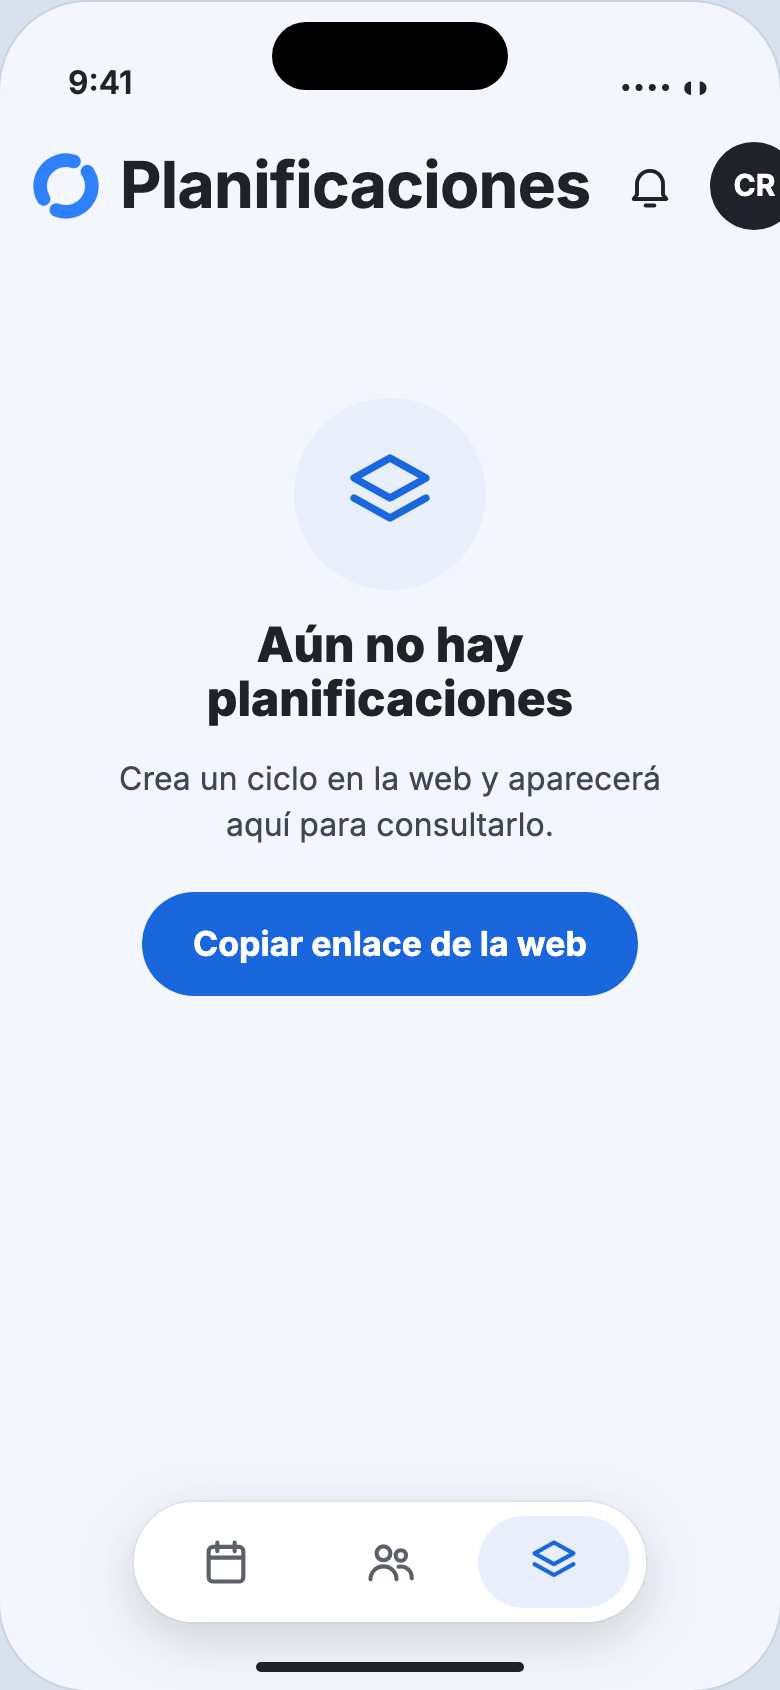 9:41
Planificaciones
CR
Aún no hay
planificaciones
Crea un ciclo en la web y aparecerá
aquí para consultarlo.
Copiar enlace de la web